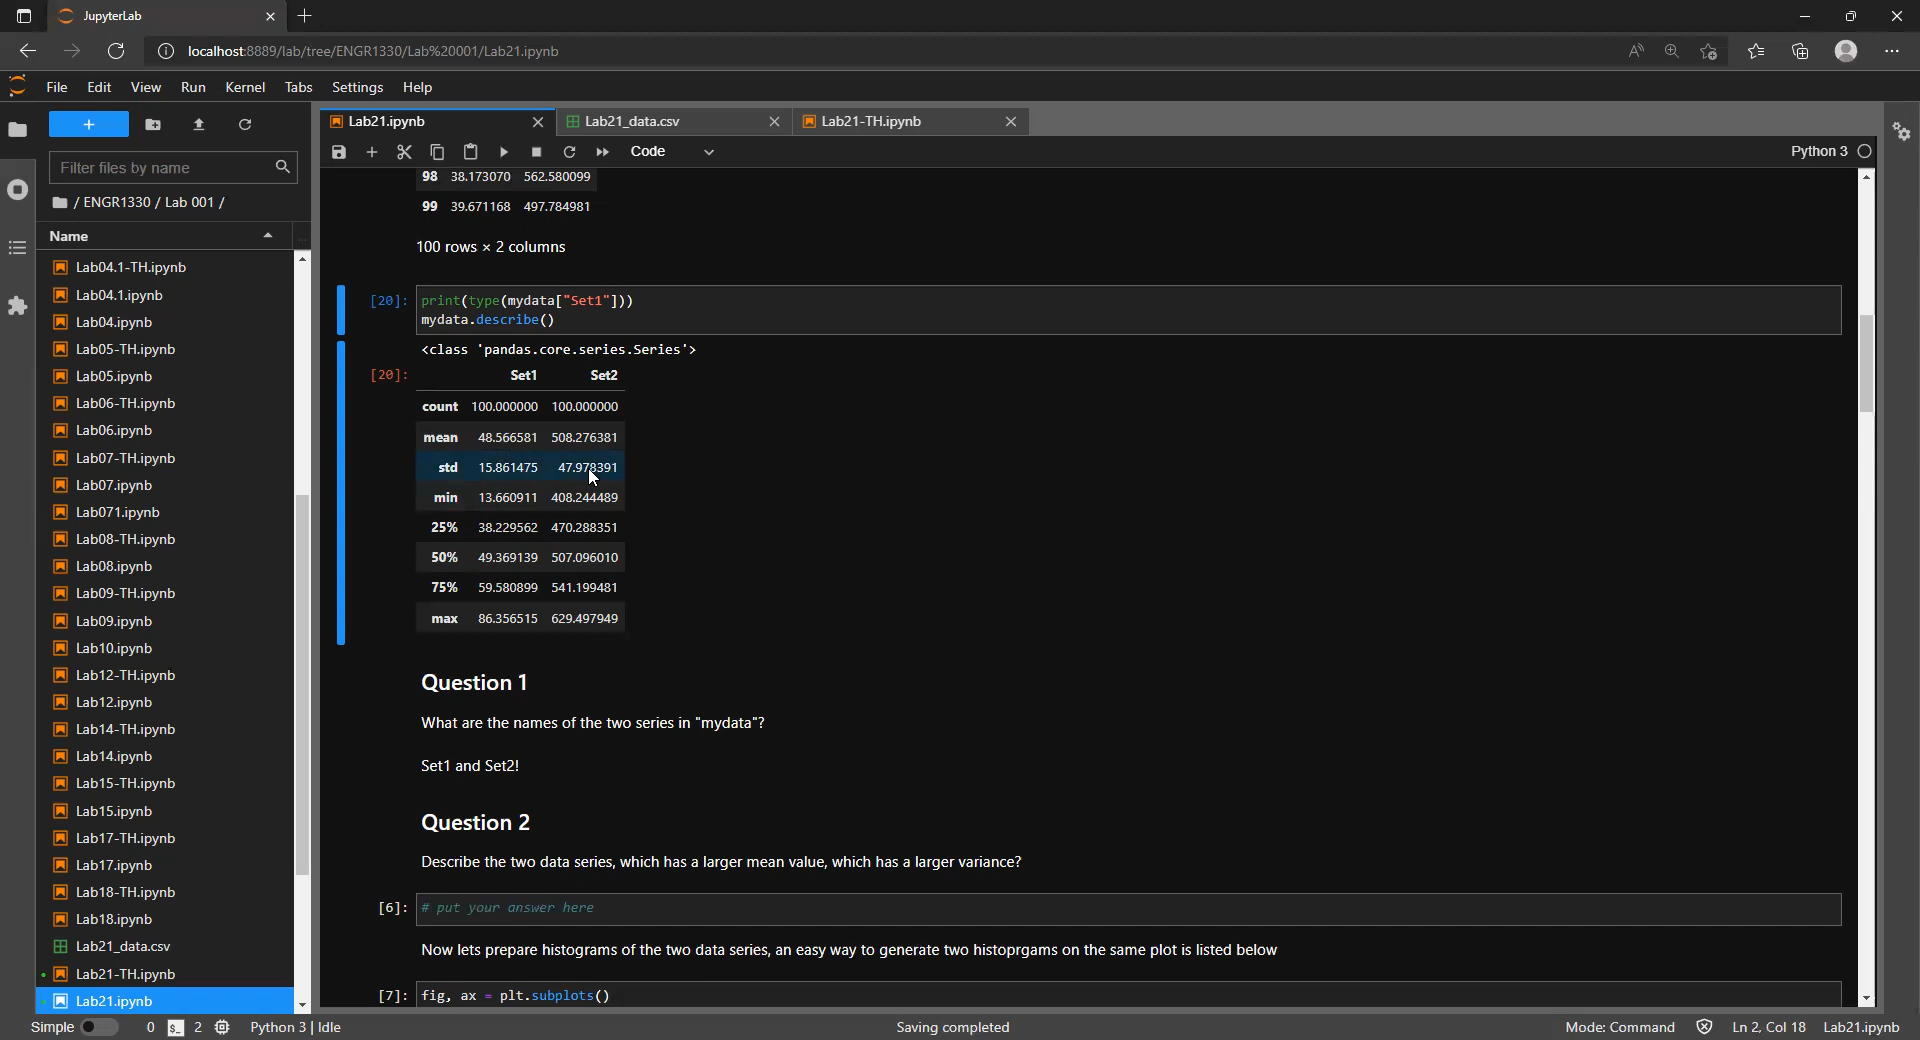 JupyterLab
localhost:8889/lab/tree/ENGR1330/Lab%20001/Lab21.ipynb
File Edit View Run Kernel Tabs Settings Help
Filter files by name
/ ENGR1330 / Lab 001 /
Name
Lab04.1-TH.ipynb
Lab04.1.ipynb
Lab04.ipynb
Lab05-TH.ipynb
Lab05.ipynb
Lab06-TH.ipynb
Lab06.ipynb
Lab07-TH.ipynb
Lab07.ipynb
Lab071.ipynb
Lab08-TH.ipynb
Lab08.ipynb
Lab09-TH.ipynb
Lab09.ipynb
Lab10.ipynb
Lab12-TH.ipynb
Lab12.ipynb
Lab14-TH.ipynb
Lab14.ipynb
Lab15-TH.ipynb
Lab15.ipynb
Lab17-TH.ipynb
Lab17.ipynb
Lab18-TH.ipynb
Lab18.ipynb
Lab21_data.csv
Lab21-TH.ipynb
Lab21.ipynb
Lab21.ipynb Lab21_data.csv Lab21-TH.ipynb
Code Python 3
98 38.173070 562.580099
99 39.671168 497.784981
100 rows × 2 columns
[20]: print(type(mydata["Set1"]))
mydata.describe()
<class 'pandas.core.series.Series'>
[20]: Set1 Set2
count 100.000000 100.000000
mean 48.566581 508.276381
std 15.861475 47.978391
min 13.660911 408.244489
25% 38.229562 470.288351
50% 49.369139 507.096010
75% 59.580899 541.199481
max 86.356515 629.497949
Question 1
What are the names of the two series in "mydata"?
Set1 and Set2!
Question 2
Describe the two data series, which has a larger mean value, which has a larger variance?
[6]: # put your answer here
Now lets prepare histograms of the two data series, an easy way to generate two histoprgams on the same plot is listed below
[7]: fig, ax = plt.subplots()
Simple 0 2 Python 3 | Idle Saving completed Mode: Command Ln 2, Col 18 Lab21.ipynb